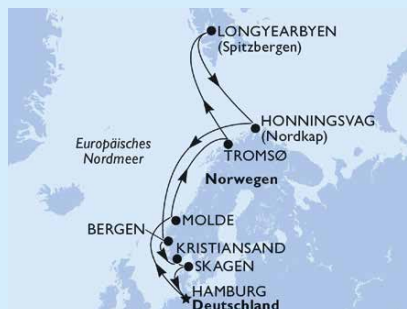 LONGYEARBYEN
(Spitzbergen)
HONNINGSVAG
(Nordkap)
Europäisches
Nordmeer
TROMSØ
Norwegen
MOLDE
BERGEN
KRISTIANSAND
SKAGEN
HAMBURG
Deutschland